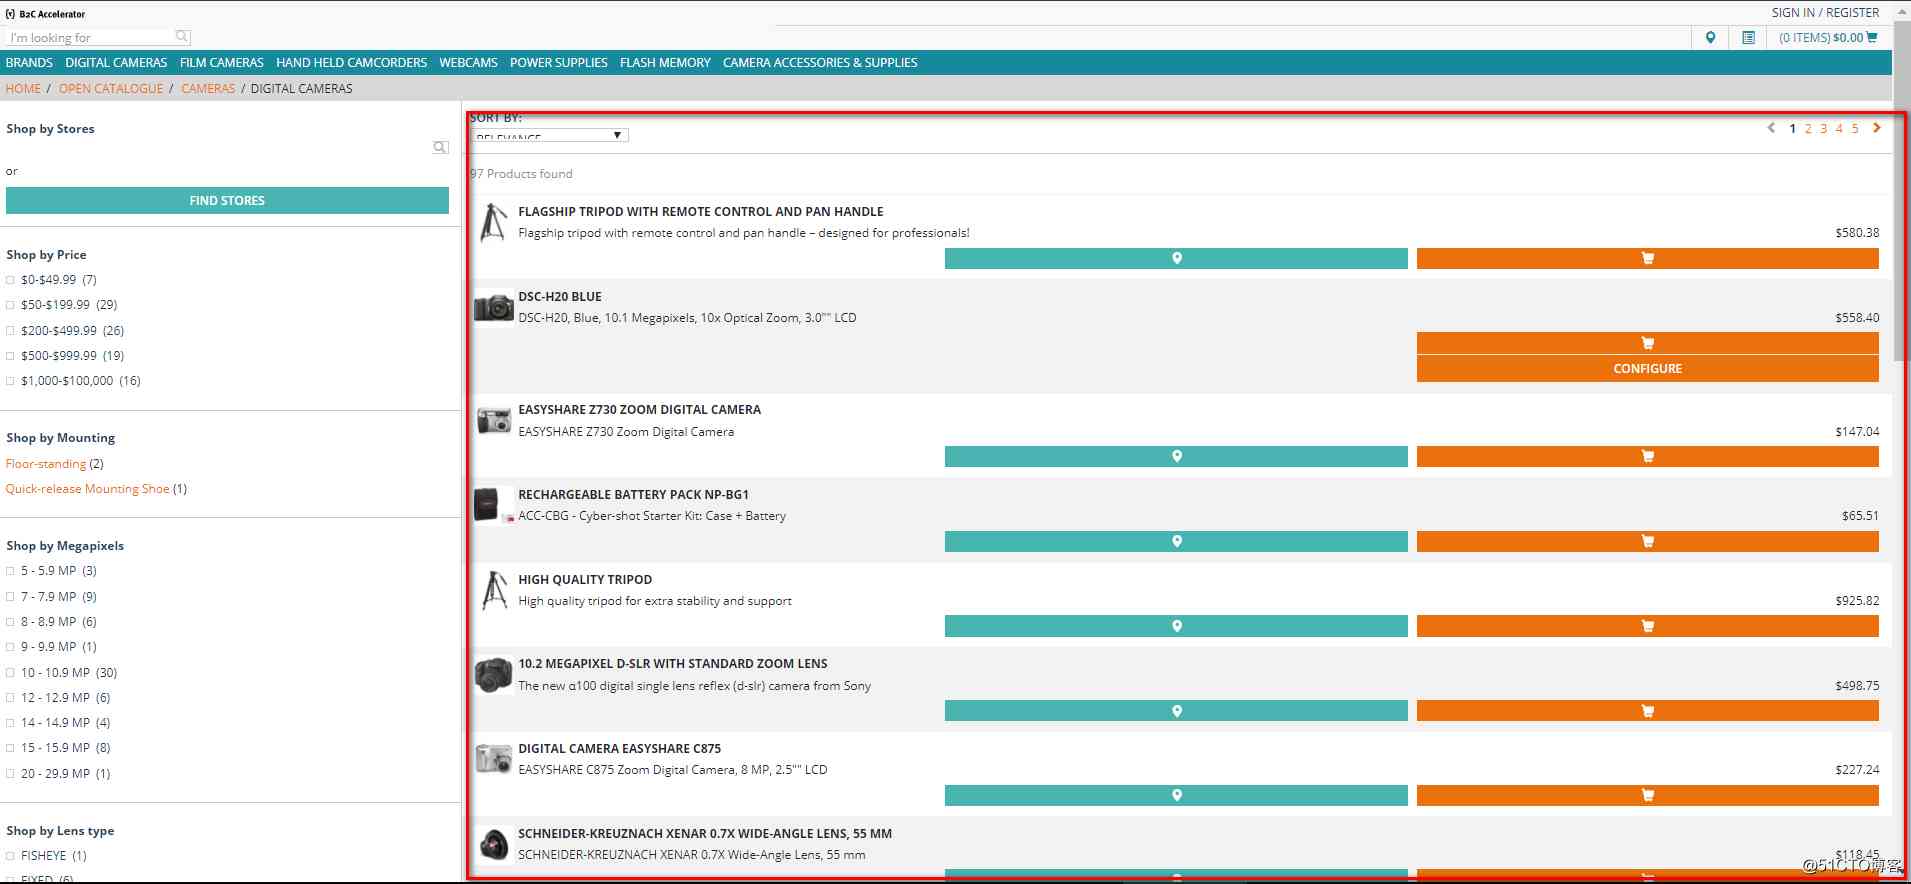 B2C Accelerator
SIGN IN / REGISTER
I'm looking for
(0 ITEMS) $0.00
BRANDS DIGITAL CAMERAS FILM CAMERAS HAND HELD CAMCORDERS WEBCAMS POWER SUPPLIES FLASH MEMORY CAMERA ACCESSORIES & SUPPLIES
HOME / OPEN CATALOGUE / CAMERAS / DIGITAL CAMERAS
Shop by Stores
or
FIND STORES
Shop by Price
$0-$49.99 (7)
$50-$199.99 (29)
$200-$499.99 (26)
$500-$999.99 (19)
$1,000-$100,000 (16)
Shop by Mounting
Floor-standing (2)
Quick-release Mounting Shoe (1)
Shop by Megapixels
5 - 5.9 MP (3)
7 - 7.9 MP (9)
8 - 8.9 MP (6)
9 - 9.9 MP (1)
10 - 10.9 MP (30)
12 - 12.9 MP (6)
14 - 14.9 MP (4)
15 - 15.9 MP (8)
20 - 29.9 MP (1)
Shop by Lens type
FISHEYE (1)
FIXED (6)
SORT BY:
RELEVANCE
1 2 3 4 5
97 Products found
FLAGSHIP TRIPOD WITH REMOTE CONTROL AND PAN HANDLE
Flagship tripod with remote control and pan handle – designed for professionals!
$580.38
DSC-H20 BLUE
DSC-H20, Blue, 10.1 Megapixels, 10x Optical Zoom, 3.0"" LCD
$558.40
CONFIGURE
EASYSHARE Z730 ZOOM DIGITAL CAMERA
EASYSHARE Z730 Zoom Digital Camera
$147.04
RECHARGEABLE BATTERY PACK NP-BG1
ACC-CBG - Cyber-shot Starter Kit: Case + Battery
$65.51
HIGH QUALITY TRIPOD
High quality tripod for extra stability and support
$925.82
10.2 MEGAPIXEL D-SLR WITH STANDARD ZOOM LENS
The new α100 digital single lens reflex (d-slr) camera from Sony
$498.75
DIGITAL CAMERA EASYSHARE C875
EASYSHARE C875 Zoom Digital Camera, 8 MP, 2.5"" LCD
$227.24
SCHNEIDER-KREUZNACH XENAR 0.7X WIDE-ANGLE LENS, 55 MM
SCHNEIDER-KREUZNACH XENAR 0.7X Wide-Angle Lens, 55 mm
$118.45
@51CTO博客